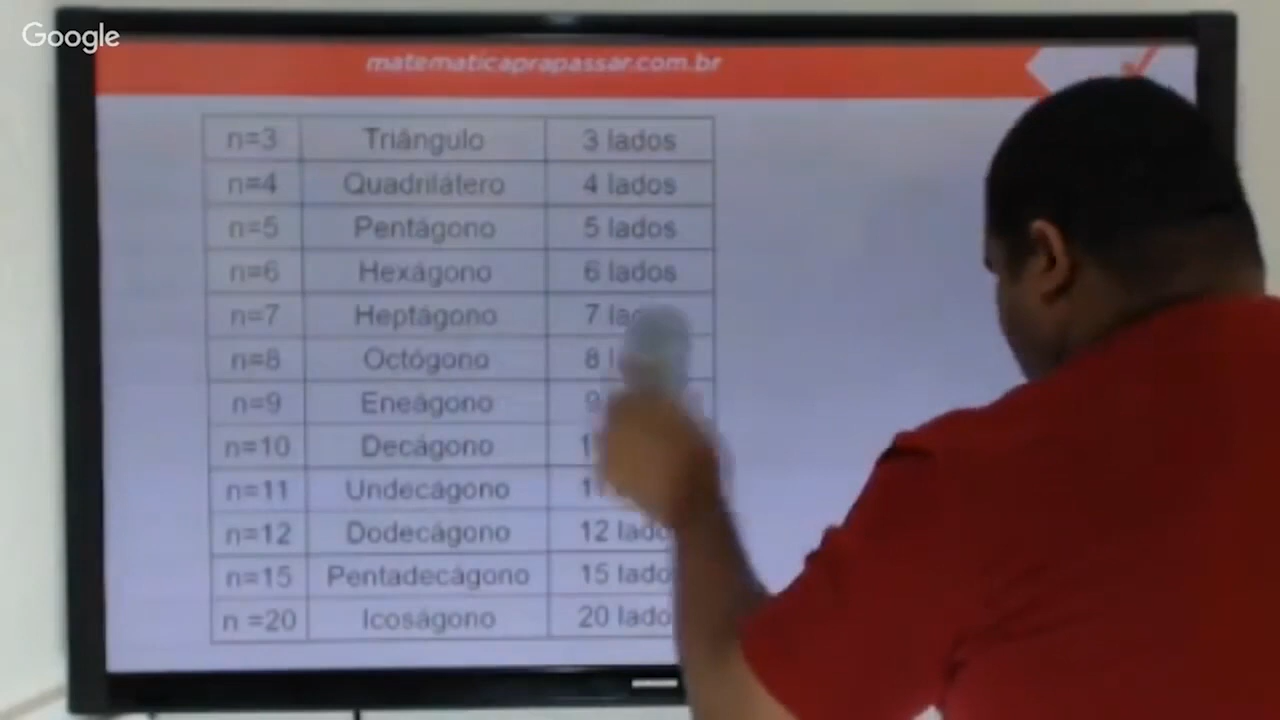 Google
matematicaprapassar.com.br
n=3 Triângulo 3 lados
n=4 Quadrilátero 4 lados
n=5 Pentágono 5 lados
n=6 Hexágono 6 lados
n=7 Heptágono 7
n=8 Octógono 8
n=9 Eneágono 9
n=10 Decágono
n=11 Undecágono
n=12 Dodecágono 12
n=15 Pentadecágono 15
n =20 Icoságono 20